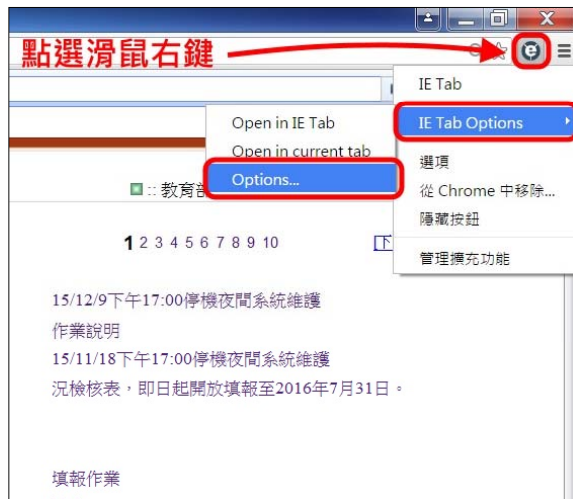 點選滑鼠右鍵
IE Tab
IE Tab Options
選項
從 Chrome 中移除...
隱藏按鈕
管理擴充功能
Open in IE Tab
Open in current tab
Options...
:: 教育部
1 2 3 4 5 6 7 8 9 10
[下
15/12/9下午17:00停機夜間系統維護
作業說明
15/11/18下午17:00停機夜間系統維護
況檢核表，即日起開放填報至2016年7月31日。
填報作業